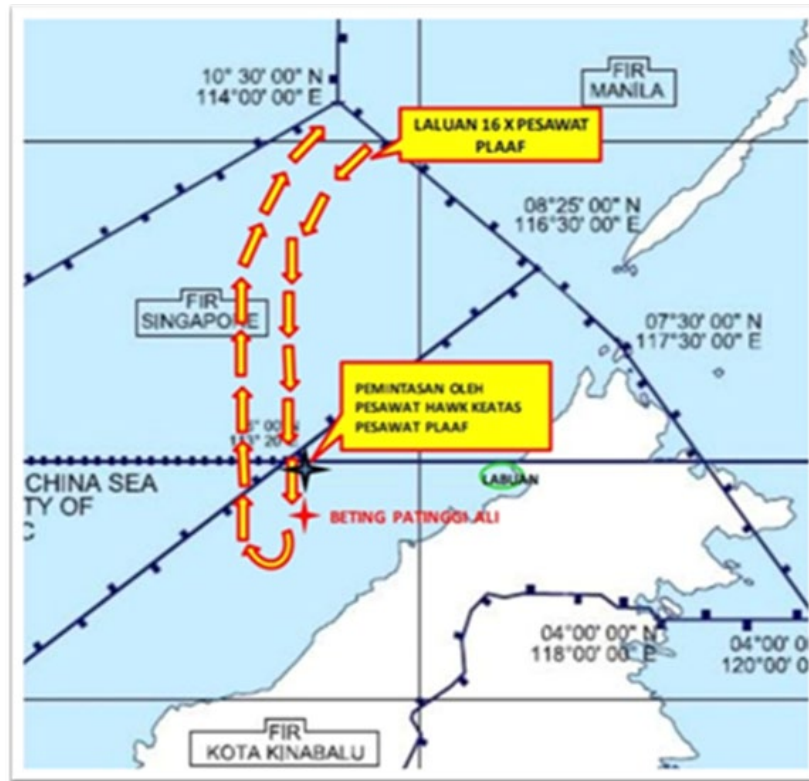 10° 30' 00" N
114° 00' 00" E
FIR
MANILA
LALUAN 16 X PESAWAT
PLAAF
08°25' 00" N
116°30' 00" E
FIR
SINGAPORE
07°30' 00" N
117°30' 00" E
PEMINTASAN OLEH
PESAWAT HAWK KEATAS
PESAWAT PLAAF
00" N
CHINA SEA
TY OF
C
LABUAN
BETING PATINGGI ALI
04°00' 00" N
118°00' 00" E
04°00' 0
120°00' 0
FIR
KOTA KINABALU